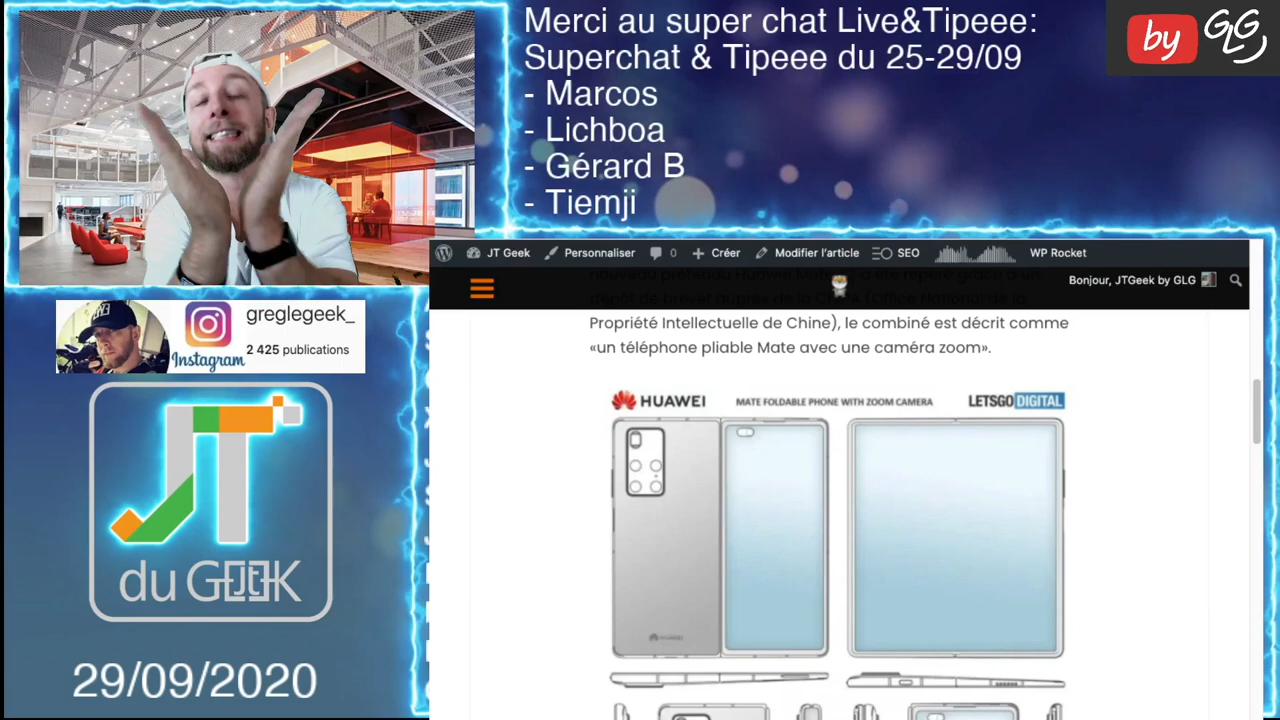 Merci au super chat Live&Tipeee:
Superchat & Tipeee du 25-29/09
- Marcos
- Lichboa
- Gérard B
- Tiemji
by GLG
greglegeek_
2 425 publications
Instagram
JT
du GEEK
29/09/2020
JT Geek Personnaliser 0 Créer Modifier l'article SEO WP Rocket
Bonjour, JTGeek by GLG
Propriété Intellectuelle de Chine), le combiné est décrit comme
«un téléphone pliable Mate avec une caméra zoom».
HUAWEI MATE FOLDABLE PHONE WITH ZOOM CAMERA LETSGO DIGITAL
HUAWEI